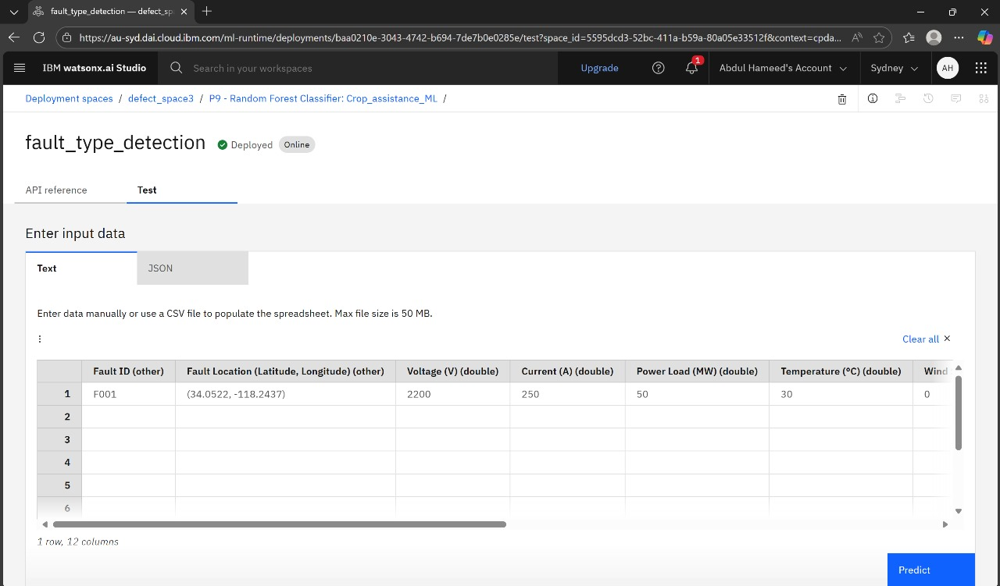 fault_type_detection — defect_sp
https://au-syd.dai.cloud.ibm.com/ml-runtime/deployments/baa0210e-3043-4742-b694-7de7b0e0285e/test?space_id=5595dcd3-52bc-411a-b59a-80a05e33512f&context=cpda...
IBM watsonx.ai Studio Search in your workspaces Upgrade 1 Abdul Hameed's Account Sydney AH
Deployment spaces / defect_space3 / P9 - Random Forest Classifier: Crop_assistance_ML /
fault_type_detection Deployed Online
API reference Test
Enter input data
Text JSON
Enter data manually or use a CSV file to populate the spreadsheet. Max file size is 50 MB.
Clear all
Fault ID (other) Fault Location (Latitude, Longitude) (other) Voltage (V) (double) Current (A) (double) Power Load (MW) (double) Temperature (°C) (double) Wind
1 F001 (34.0522, -118.2437) 2200 250 50 30 0
2
3
4
5
6
1 row, 12 columns
Predict